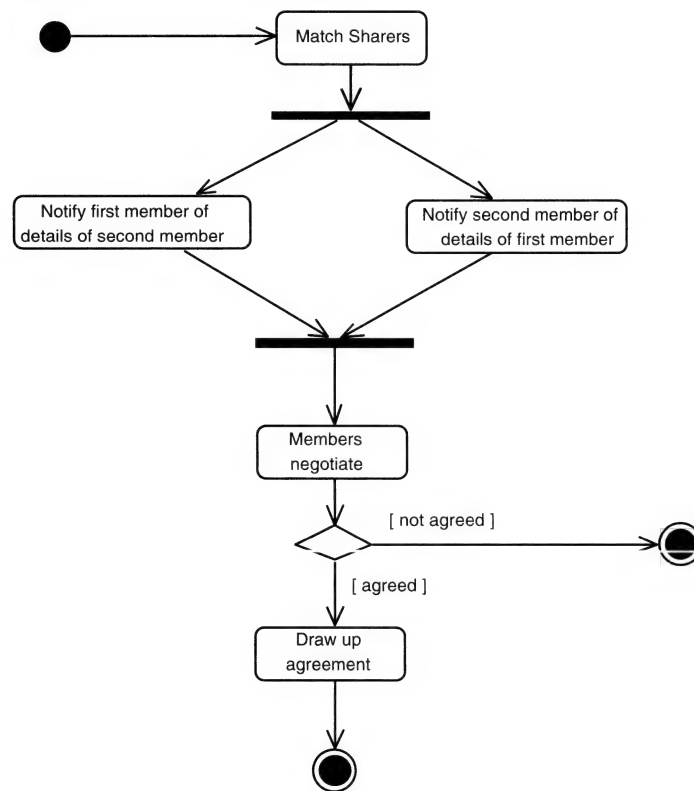 Match Sharers
Notify first member of
details of second member
Notify second member of
details of first member
Members
negotiate
[ not agreed ]
[ agreed ]
Draw up
agreement